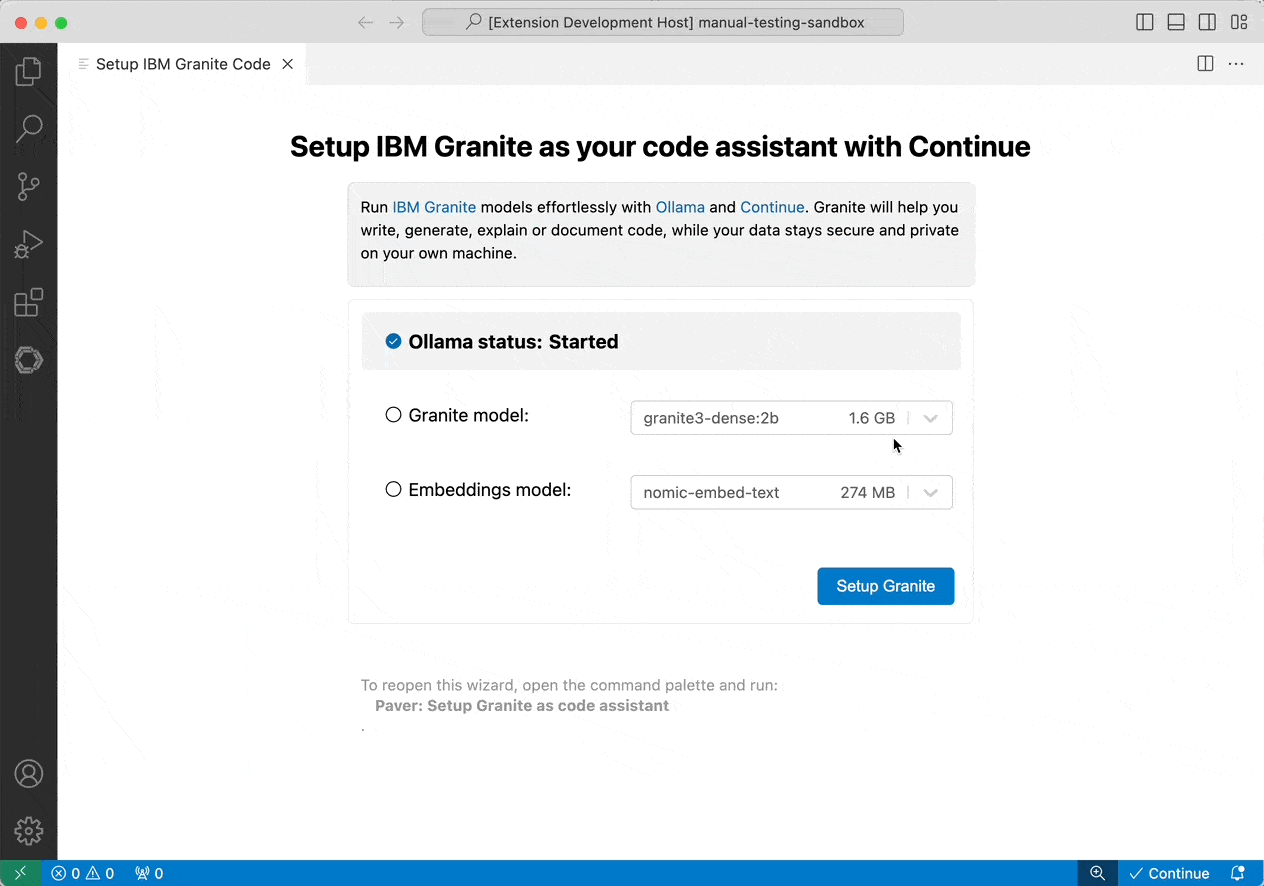 [Extension Development Host] manual-testing-sandbox
Setup IBM Granite Code
Setup IBM Granite as your code assistant with Continue
Run IBM Granite models effortlessly with Ollama and Continue. Granite will help you
write, generate, explain or document code, while your data stays secure and private
on your own machine.
Ollama status: Started
Granite model:
granite3-dense:2b 1.6 GB
Embeddings model:
nomic-embed-text 274 MB
Setup Granite
To reopen this wizard, open the command palette and run:
Paver: Setup Granite as code assistant
.
0 0 0 Continue